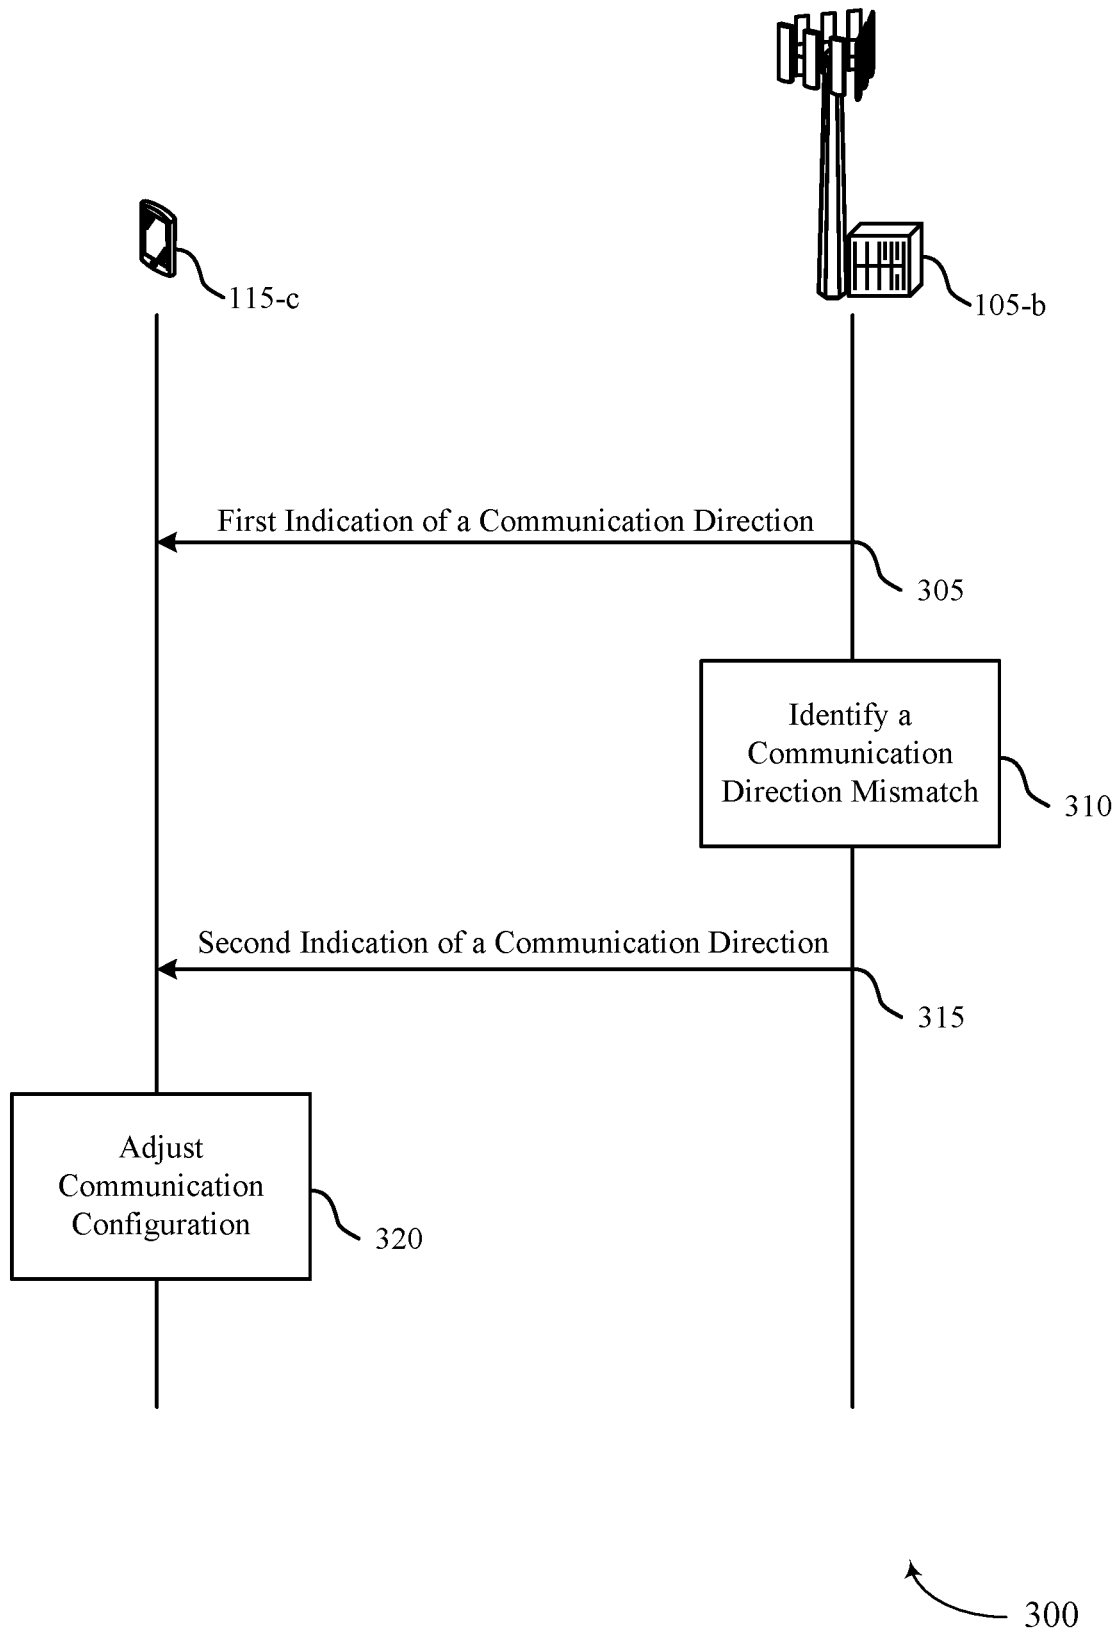 115-c
105-b
First Indication of a Communication Direction
305
Identify a
Communication
Direction Mismatch
310
Second Indication of a Communication Direction
315
Adjust
Communication
Configuration
320
300